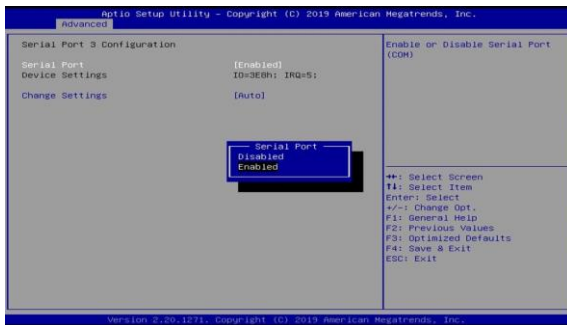 Aptio Setup Utility – Copyright (C) 2019 American Megatrends, Inc.
Advanced
Serial Port 3 Configuration
Serial Port [Enabled]
Device Settings IO=3E8h; IRQ=5;
Change Settings [Auto]
Enable or Disable Serial Port
(COM)
Serial Port
Disabled
Enabled
→←: Select Screen
↑↓: Select Item
Enter: Select
+/-: Change Opt.
F1: General Help
F2: Previous Values
F3: Optimized Defaults
F4: Save & Exit
ESC: Exit
Version 2.20.1271. Copyright (C) 2019 American Megatrends, Inc.